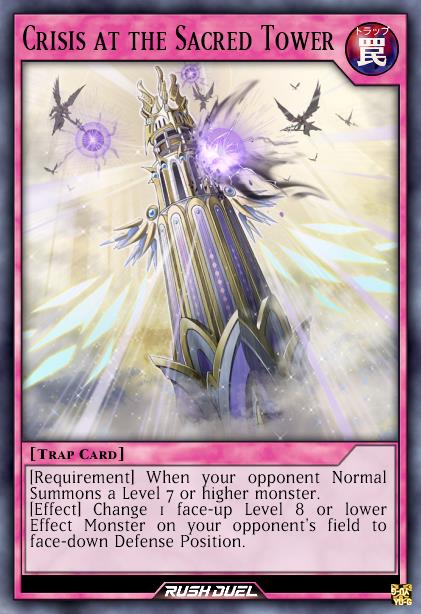 CRISIS AT THE SACRED TOWER
トラップ
罠
[TRAP CARD]
[Requirement] When your opponent Normal
Summons a Level 7 or higher monster.
[Effect] Change 1 face-up Level 8 or lower
Effect Monster on your opponent's field to
face-down Defense Position.
RUSH DUEL